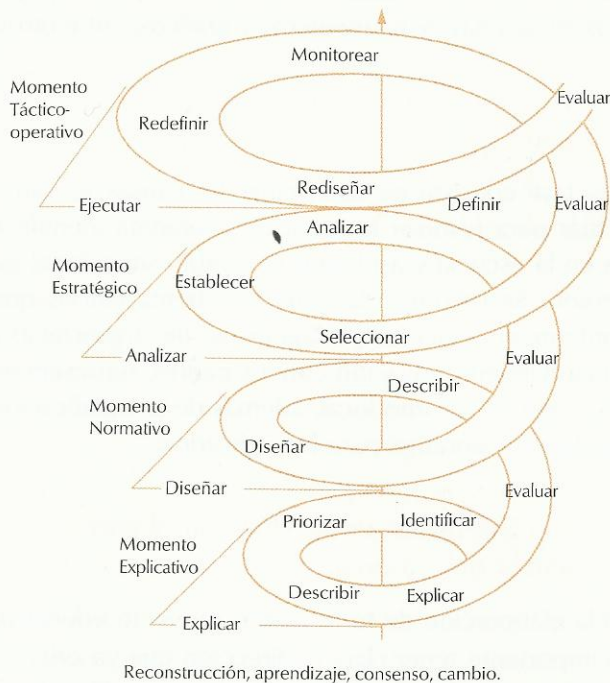 Monitorear
Momento
Táctico-
operativo
Evaluar
Redefinir
Rediseñar
Ejecutar
Definir
Evaluar
Analizar
Momento
Estratégico
Establecer
Seleccionar
Analizar
Evaluar
Describir
Momento
Normativo
Diseñar
Diseñar
Evaluar
Priorizar
Identificar
Momento
Explicativo
Describir
Explicar
Explicar
Reconstrucción, aprendizaje, consenso, cambio.